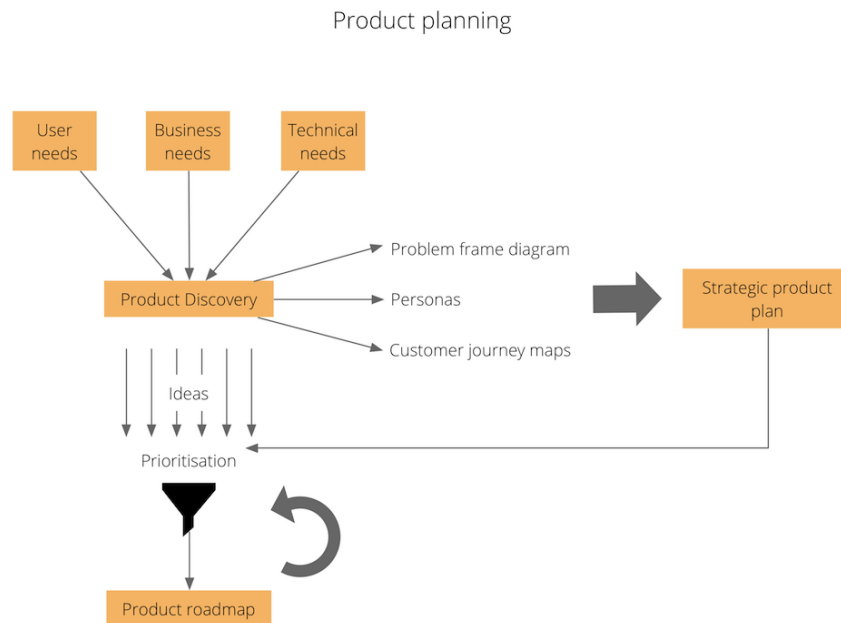 Product planning
User
needs
Business
needs
Technical
needs
Problem frame diagram
Product Discovery
Personas
Strategic product
plan
Customer journey maps
Ideas
Prioritisation
Product roadmap